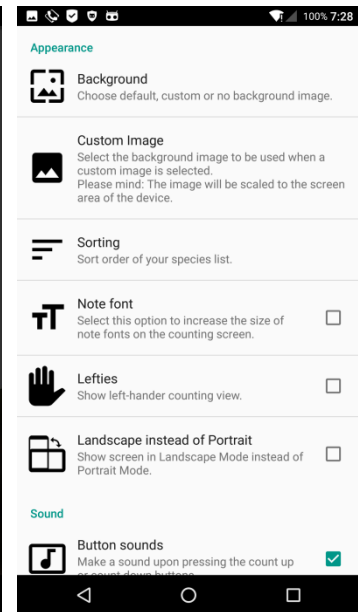 100% 7:28
Appearance
Background
Choose default, custom or no background image.
Custom Image
Select the background image to be used when a
custom image is selected.
Please mind: The image will be scaled to the screen
area of the device.
Sorting
Sort order of your species list.
Note font
Select this option to increase the size of
note fonts on the counting screen.
Lefties
Show left-hander counting view.
Landscape instead of Portrait
Show screen in Landscape Mode instead of
Portrait Mode.
Sound
Button sounds
Make a sound upon pressing the count up
or count down buttons.